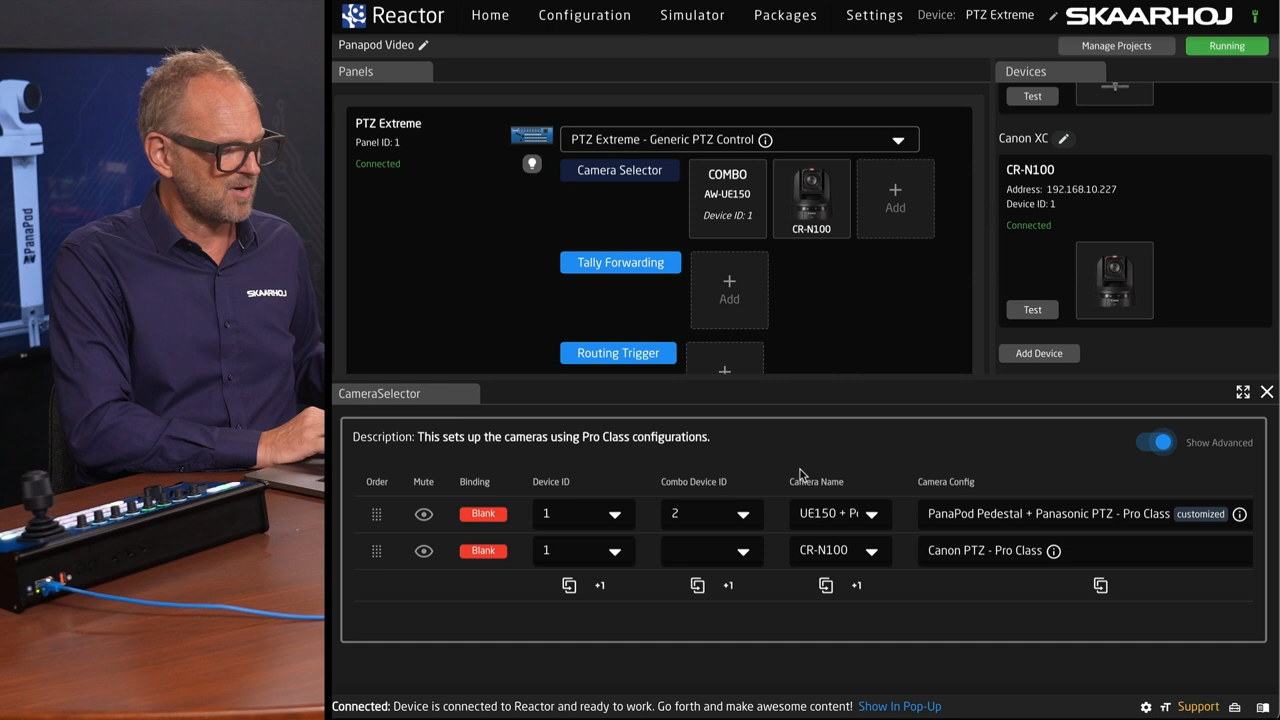 Reactor
Home
Configuration
Simulator
Packages
Settings
Device: PTZ Extreme
SKAARHOJ
Panapod Video
Manage Projects
Running
Panels
Devices
PTZ Extreme
Panel ID: 1
Connected
PTZ Extreme - Generic PTZ Control
Camera Selector
COMBO
AW-UE150
Device ID: 1
CR-N100
+
Add
Tally Forwarding
+
Add
Routing Trigger
+
Test
Canon XC
CR-N100
Address: 192.168.10.227
Device ID: 1
Connected
Test
Add Device
CameraSelector
Description: This sets up the cameras using Pro Class configurations.
Show Advanced
Order Mute Binding Device ID Combo Device ID Camera Name Camera Config
Blank 1 2 UE150 + P PanaPod Pedestal + Panasonic PTZ - Pro Class customized
Blank 1 CR-N100 Canon PTZ - Pro Class
+1 +1 +1
Connected: Device is connected to Reactor and ready to work. Go forth and make awesome content! Show In Pop-Up
Support
PanaPod
SKAARHOJ